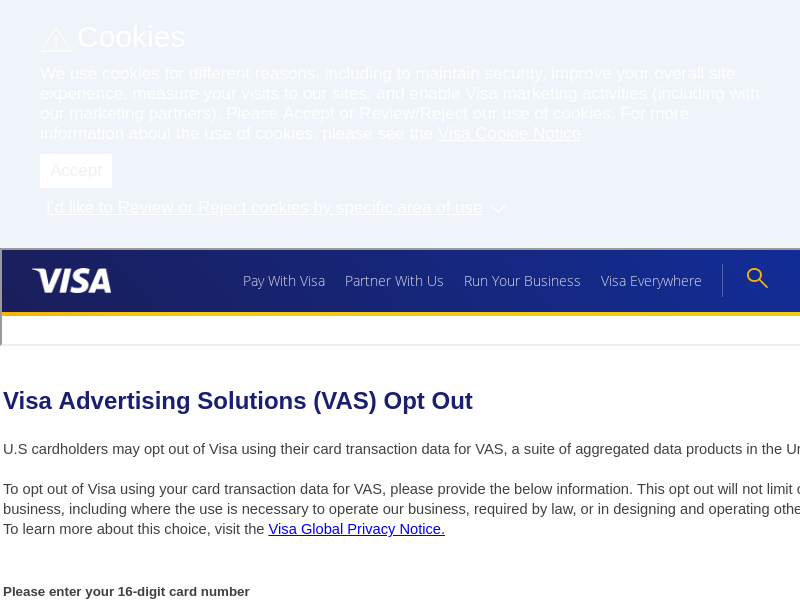 Cookies
We use cookies for different reasons, including to maintain security, improve your overall site
experience, measure your visits to our sites, and enable Visa marketing activities (including with
our marketing partners). Please Accept or Review/Reject our use of cookies. For more
information about the use of cookies, please see the Visa Cookie Notice.
Accept
I'd like to Review or Reject cookies by specific area of use
VISA
Pay With Visa Partner With Us Run Your Business Visa Everywhere
Visa Advertising Solutions (VAS) Opt Out
U.S cardholders may opt out of Visa using their card transaction data for VAS, a suite of aggregated data products in the
To opt out of Visa using your card transaction data for VAS, please provide the below information. This opt out will not limit
business, including where the use is necessary to operate our business, required by law, or in designing and operating
To learn more about this choice, visit the Visa Global Privacy Notice.
Please enter your 16-digit card number